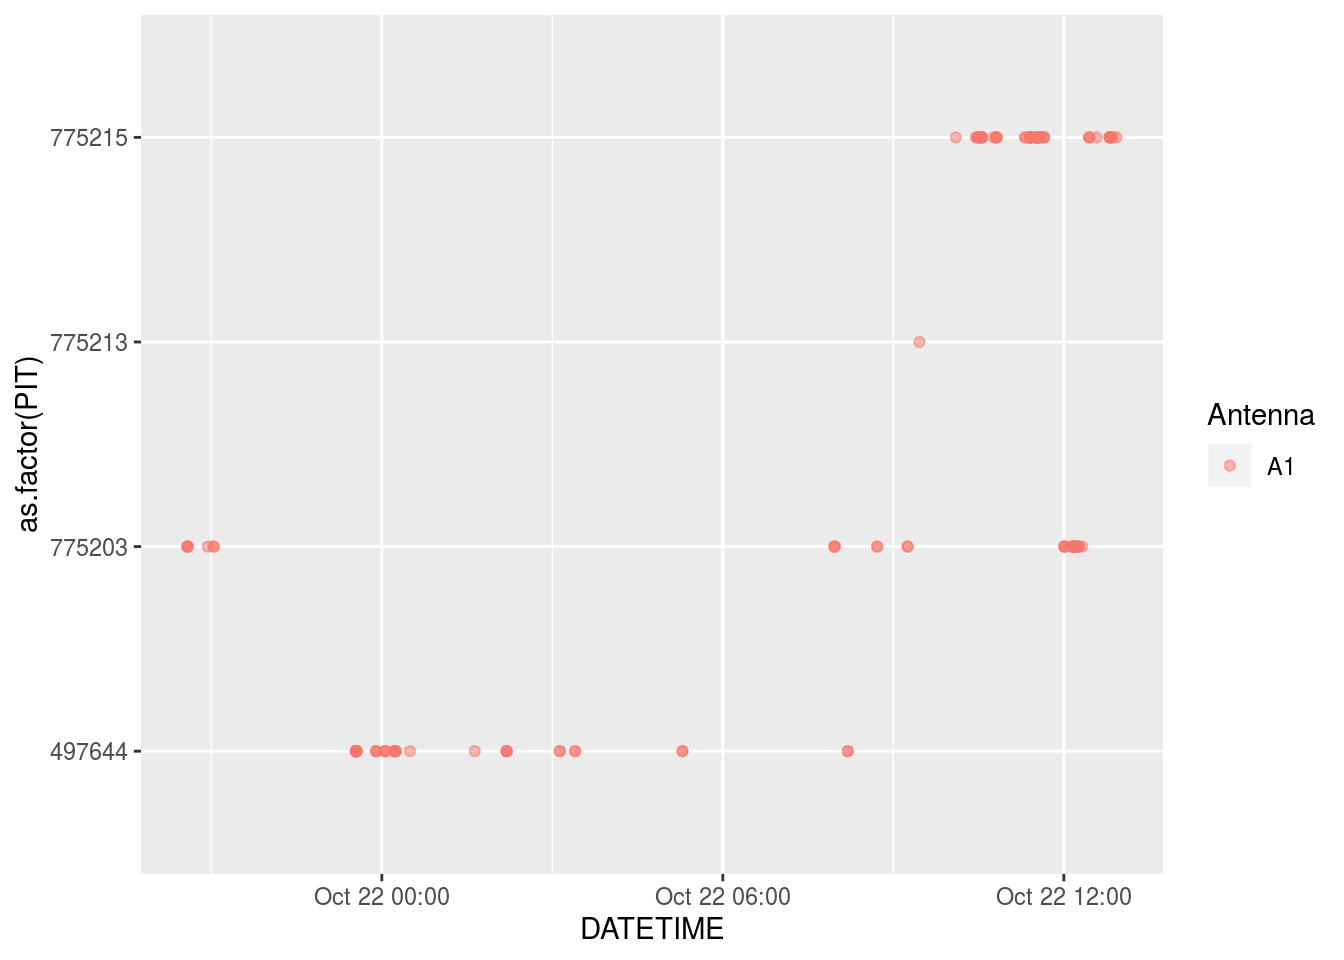 775215
775213
775203
497644
as.factor(PIT)
Oct 22 00:00
Oct 22 06:00
Oct 22 12:00
DATETIME
Antenna
A1